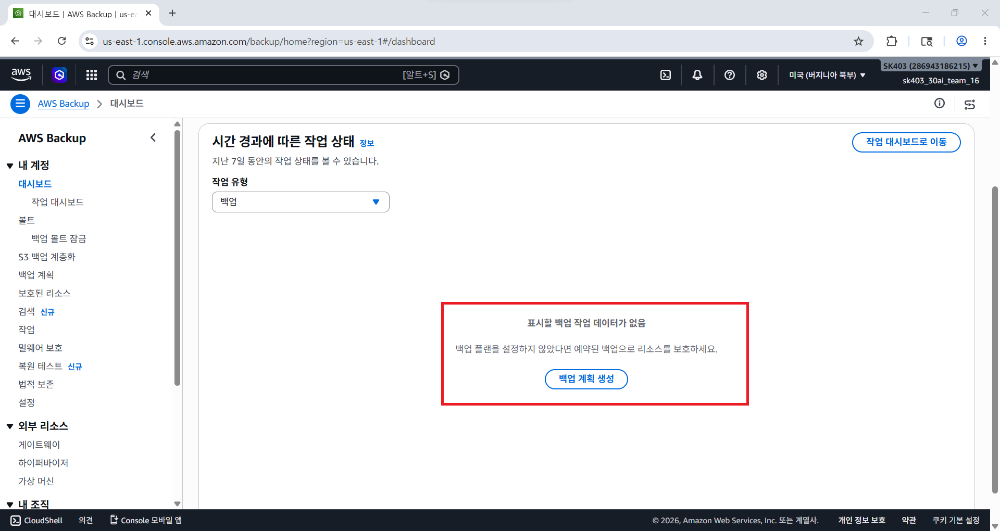 대시보드 | AWS Backup | us-ea
us-east-1.console.aws.amazon.com/backup/home?region=us-east-1#/dashboard
aws
검색
[알트+S]
미국 (버지니아 북부) ▼
SK403 (286943186215) ▼
sk403_30ai_team_16
AWS Backup
대시보드
AWS Backup
내 계정
대시보드
작업 대시보드
볼트
백업 볼트 잠금
S3 백업 계층화
백업 계획
보호된 리소스
검색 신규
작업
멀웨어 보호
복원 테스트 신규
법적 보존
설정
외부 리소스
게이트웨이
하이퍼바이저
가상 머신
내 조직
시간 경과에 따른 작업 상태 정보
작업 대시보드로 이동
지난 7일 동안의 작업 상태를 볼 수 있습니다.
작업 유형
백업
표시할 백업 작업 데이터가 없음
백업 플랜을 설정하지 않았다면 예약된 백업으로 리소스를 보호하세요.
백업 계획 생성
CloudShell
의견
Console 모바일 앱
© 2026, Amazon Web Services, Inc. 또는 계열사.
개인 정보 보호
약관
쿠키 기본 설정